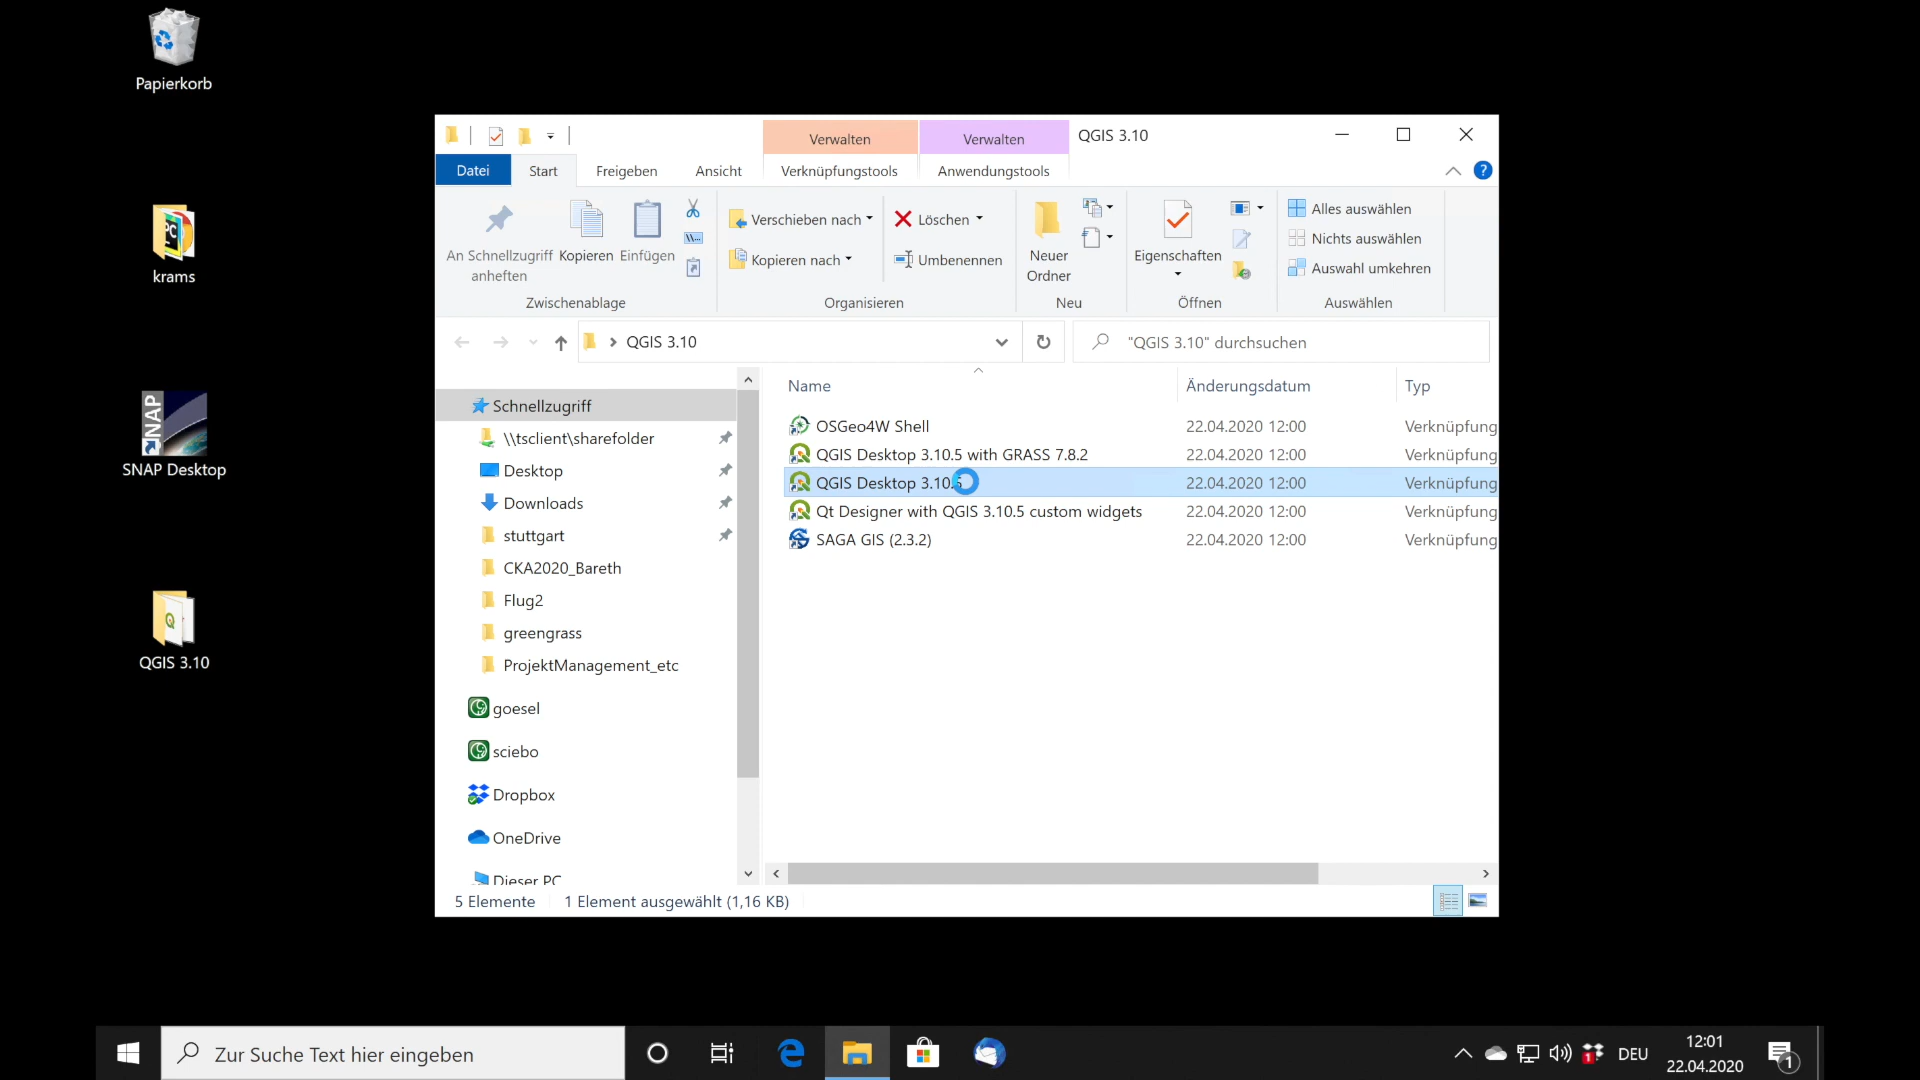 Papierkorb
krams
SNAP
SNAP Desktop
QGIS 3.10
Verwalten
Verwalten
QGIS 3.10
Datei
Start
Freigeben
Ansicht
Verknüpfungstools
Anwendungstools
An Schnellzugriff
anheften
Kopieren
Einfügen
Zwischenablage
Verschieben nach
Kopieren nach
Löschen
Umbenennen
Organisieren
Neuer
Ordner
Neu
Eigenschaften
Öffnen
Alles auswählen
Nichts auswählen
Auswahl umkehren
Auswählen
QGIS 3.10
"QGIS 3.10" durchsuchen
Schnellzugriff
\\tsclient\sharefolder
Desktop
Downloads
stuttgart
CKA2020_Bareth
Flug2
greengrass
ProjektManagement_etc
goesel
sciebo
Dropbox
OneDrive
Dieser PC
Name Änderungsdatum Typ
OSGeo4W Shell 22.04.2020 12:00 Verknüpfung
QGIS Desktop 3.10.5 with GRASS 7.8.2 22.04.2020 12:00 Verknüpfung
QGIS Desktop 3.10.5 22.04.2020 12:00 Verknüpfung
Qt Designer with QGIS 3.10.5 custom widgets 22.04.2020 12:00 Verknüpfung
SAGA GIS (2.3.2) 22.04.2020 12:00 Verknüpfung
5 Elemente 1 Element ausgewählt (1,16 KB)
Zur Suche Text hier eingeben
1
DEU
12:01
22.04.2020
1